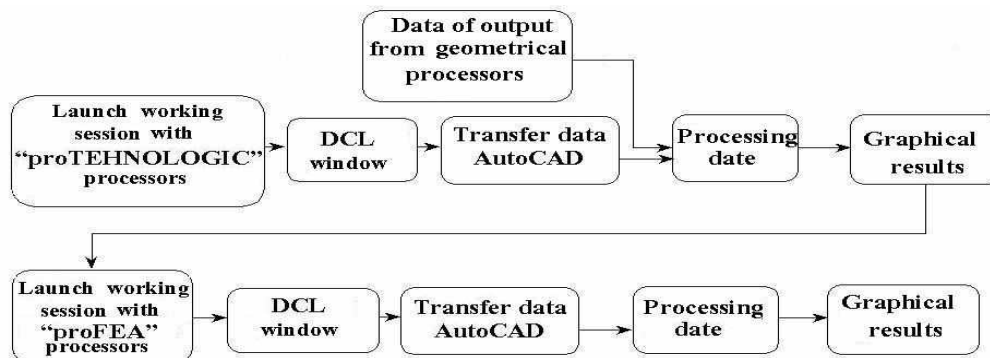 Data of output
from geometrical
processors
Launch working
session with
“proTEHNOLOGIC”
processors
DCL
window
Transfer data
AutoCAD
Processing
date
Graphical
results
Launch working
session with
“proFEA”
processors
DCL
window
Transfer data
AutoCAD
Processing
date
Graphical
results